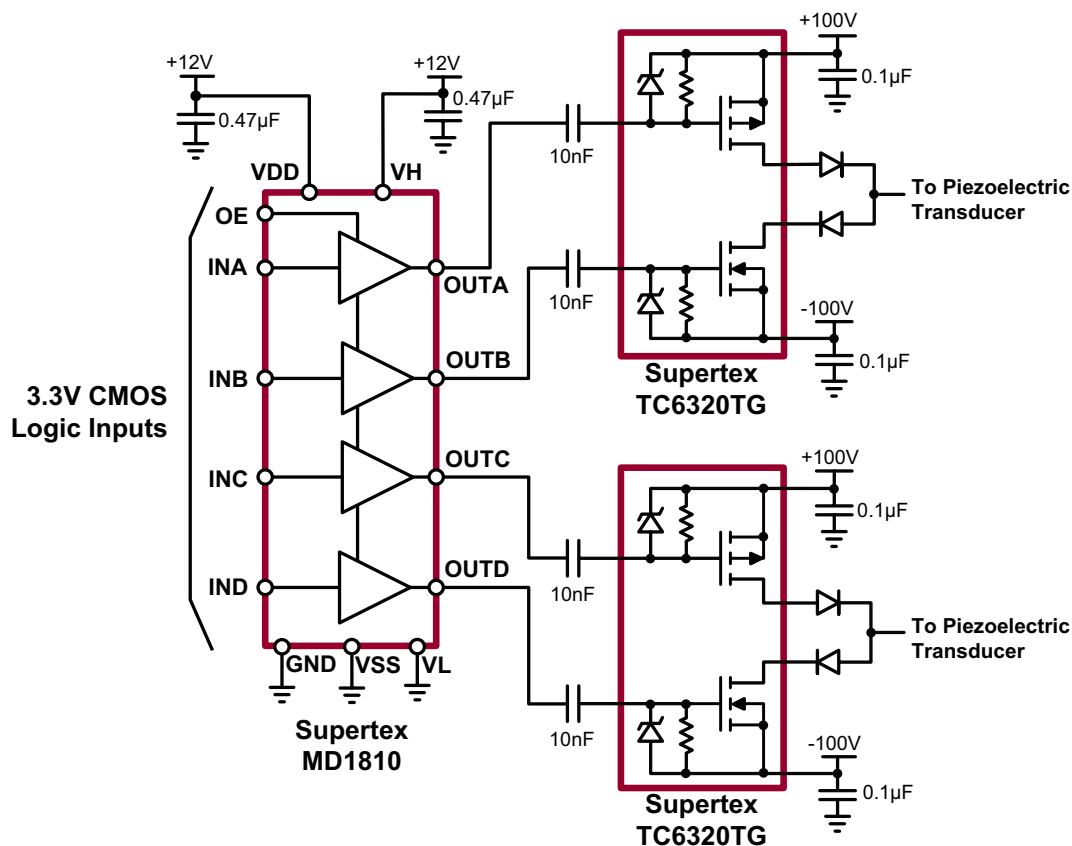 +100V
0.1µF
+12V
0.47µF
+12V
0.47µF
10nF
VDD
VH
OE
INA
OUTA
To Piezoelectric
Transducer
10nF
-100V
0.1µF
INB
OUTB
Supertex
TC6320TG
3.3V CMOS
Logic Inputs
INC
OUTC
+100V
0.1µF
10nF
IND
OUTD
To Piezoelectric
Transducer
GND
VSS
VL
10nF
-100V
0.1µF
Supertex
MD1810
Supertex
TC6320TG